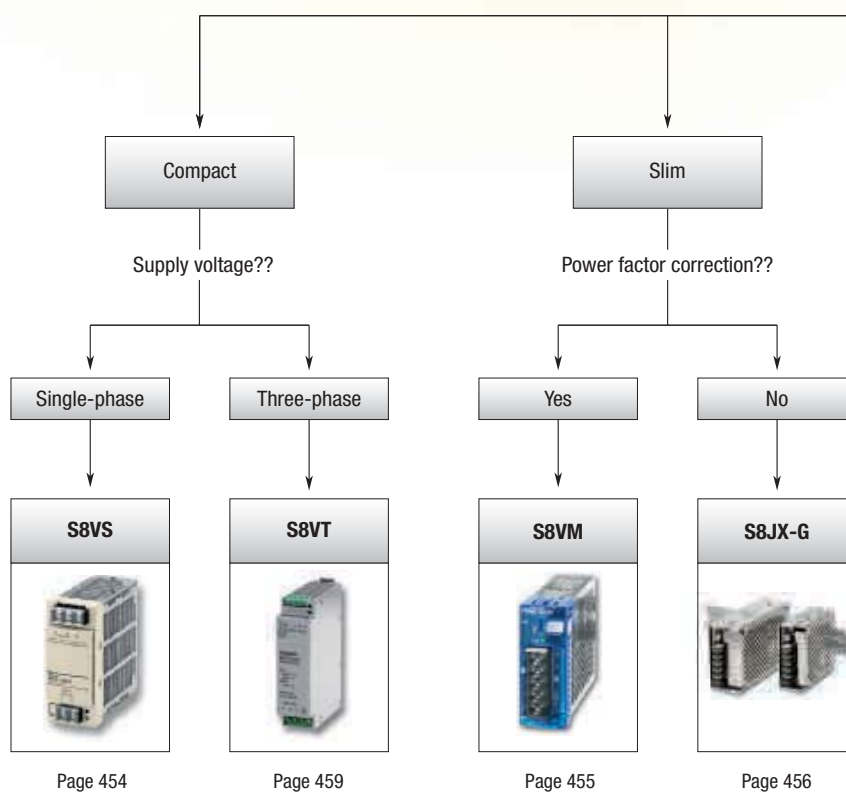 Compact
Slim
Supply voltage??
Power factor correction??
Single-phase
Three-phase
Yes
No
S8VS
S8VT
S8VM
S8JX-G
Page 454
Page 459
Page 455
Page 456